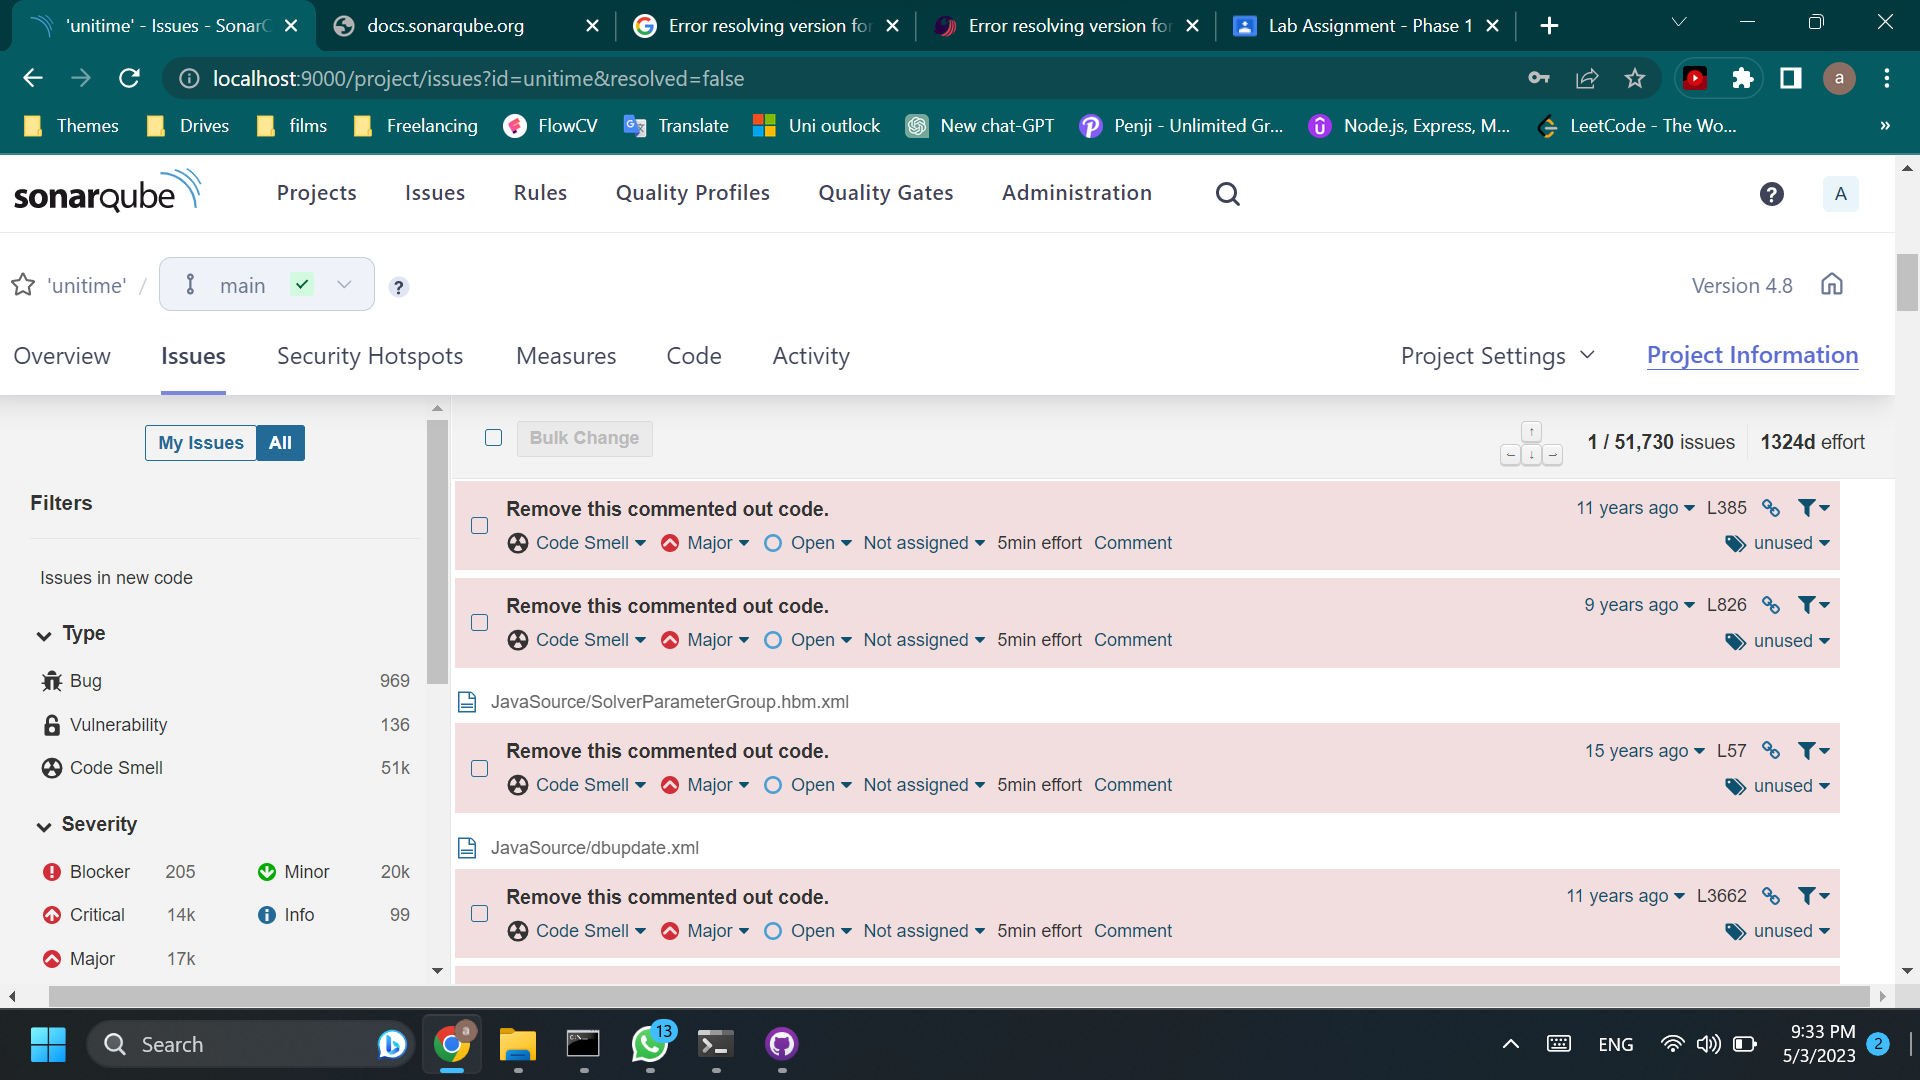 'unitime' - Issues - SonarQ
docs.sonarqube.org
Error resolving version for
Error resolving version for
Lab Assignment - Phase 1
localhost:9000/project/issues?id=unitime&resolved=false
a
Themes
Drives
films
Freelancing
FlowCV
Translate
Uni outlock
New chat-GPT
Penji - Unlimited Gr...
Node.js, Express, M...
LeetCode - The Wo...
»
sonarqube
Projects
Issues
Rules
Quality Profiles
Quality Gates
Administration
?
A
'unitime' /
main
?
Version 4.8
Overview
Issues
Security Hotspots
Measures
Code
Activity
Project Settings
Project Information
My Issues
All
Bulk Change
1 / 51,730 issues
1324d effort
Filters
Issues in new code
Type
Bug 969
Vulnerability 136
Code Smell 51k
Severity
Blocker 205
Minor 20k
Critical 14k
Info 99
Major 17k
Remove this commented out code.
11 years ago L385
Code Smell Major Open Not assigned 5min effort Comment
unused
Remove this commented out code.
9 years ago L826
Code Smell Major Open Not assigned 5min effort Comment
unused
JavaSource/SolverParameterGroup.hbm.xml
Remove this commented out code.
15 years ago L57
Code Smell Major Open Not assigned 5min effort Comment
unused
JavaSource/dbupdate.xml
Remove this commented out code.
11 years ago L3662
Code Smell Major Open Not assigned 5min effort Comment
unused
Search
a
13
ENG
9:33 PM
5/3/2023
2